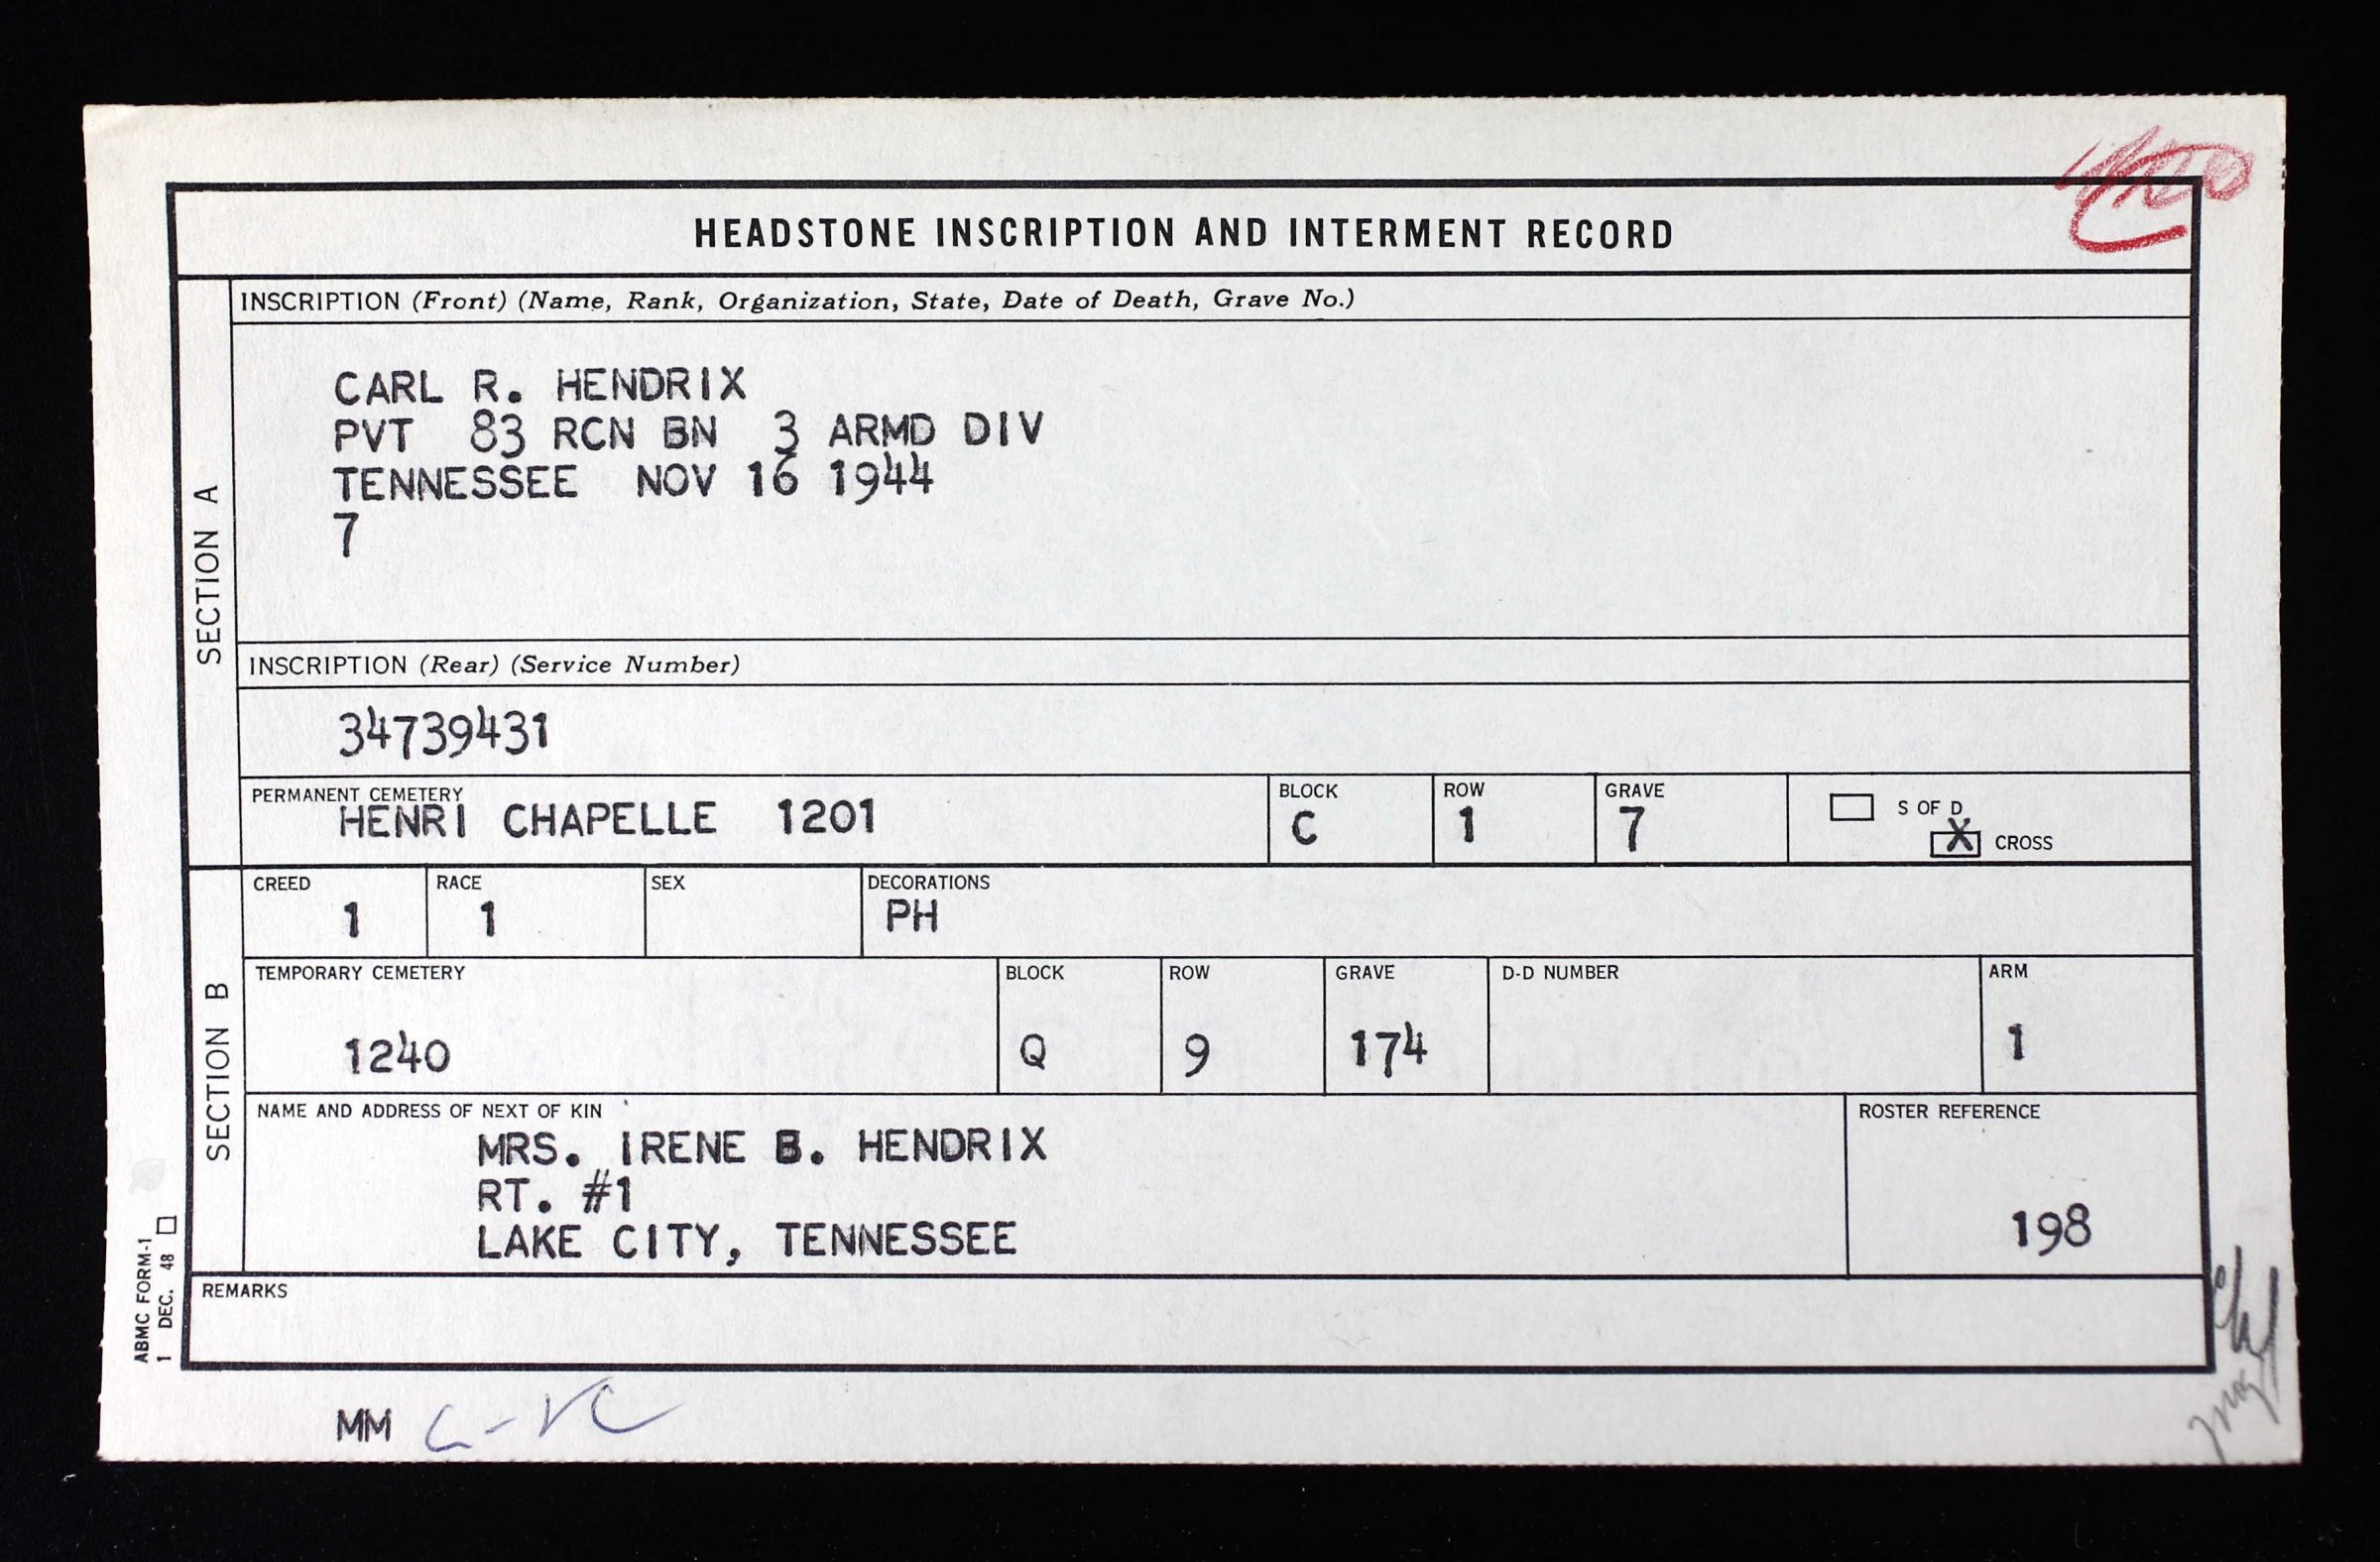 HEADSTONE INSCRIPTION AND INTERMENT RECORD
SECTION A
INSCRIPTION (Front) (Name, Rank, Organization, State, Date of Death, Grave No.)
CARL R. HENDRIX
PVT 83 RCN BN 3 ARMD DIV
TENNESSEE NOV 16 1944
7
INSCRIPTION (Rear) (Service Number)
34739431
PERMANENT CEMETERY BLOCK ROW GRAVE S OF D
HENRI CHAPELLE 1201 C 1 7 X CROSS
SECTION B
CREED RACE SEX DECORATIONS
1 1 PH
TEMPORARY CEMETERY BLOCK ROW GRAVE D-D NUMBER ARM
1240 Q 9 174 1
NAME AND ADDRESS OF NEXT OF KIN ROSTER REFERENCE
MRS. IRENE B. HENDRIX
RT. #1
LAKE CITY, TENNESSEE
198
REMARKS
ABMC FORM-1
1 DEC. 48
MM